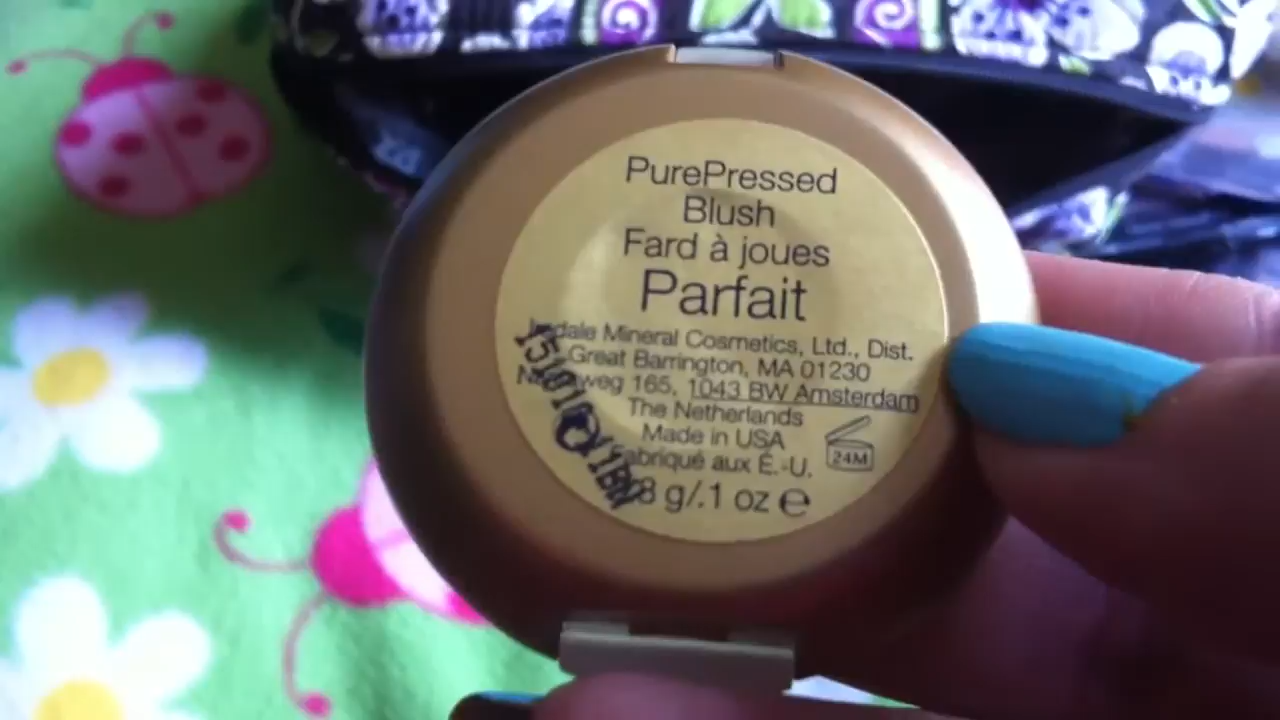 PurePressed
Blush
Fard à joues
Parfait
Mineral Cosmetics, Ltd., Dist.
Great Barrington, MA 01230
165, 1043 BW Amsterdam
The Netherlands
Made in USA
Fabriqué aux É.-U.
24M
g/.1 oz e